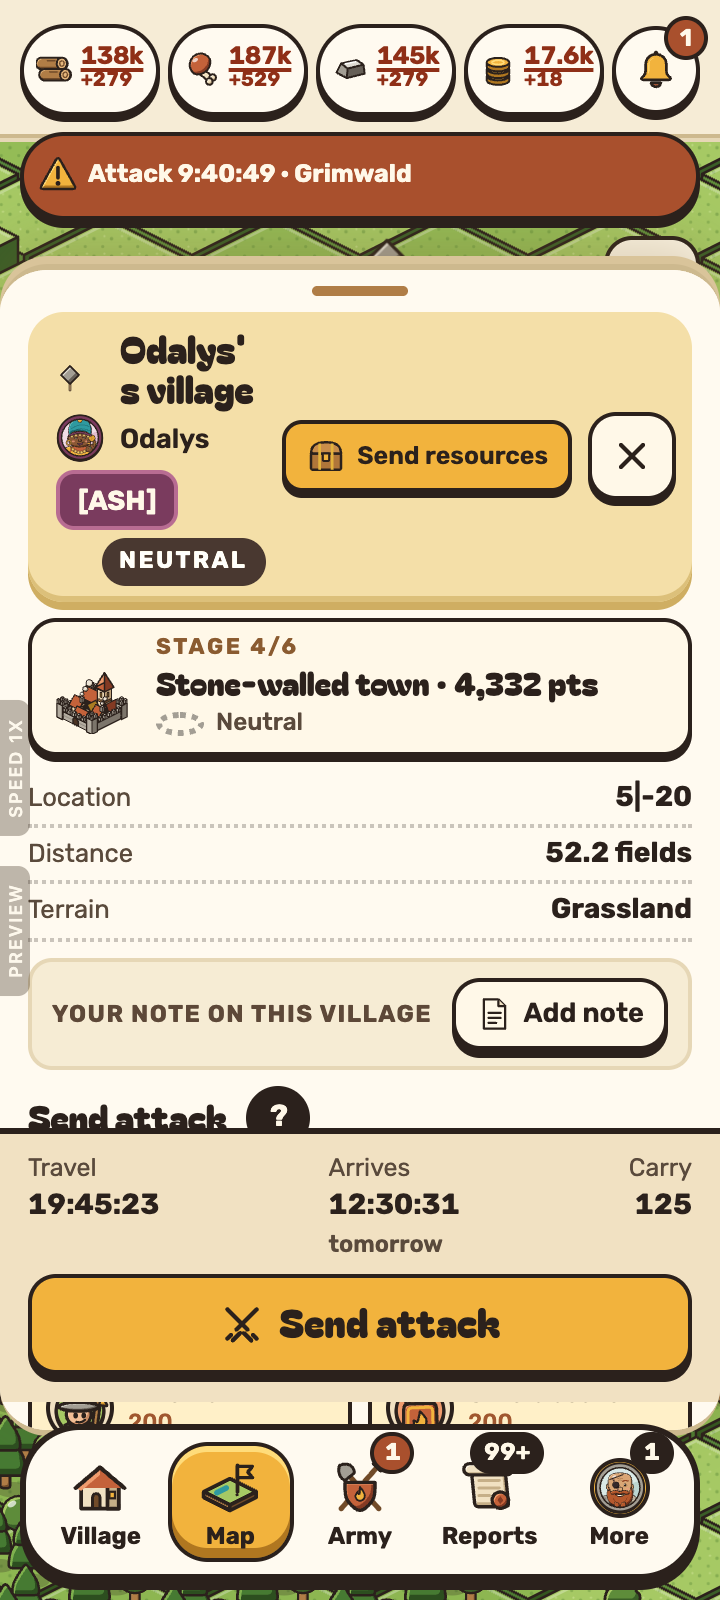 138k
+279
187k
+529
145k
+279
17.6k
+18
1
Attack 9:40:49 • Grimwald
Odalys'
s village
Odalys
[ASH]
NEUTRAL
Send resources
STAGE 4/6
Stone-walled town • 4,332 pts
Neutral
SPEED 1X
Location 5|-20
Distance 52.2 fields
PREVIEW
Terrain Grassland
YOUR NOTE ON THIS VILLAGE
Add note
Send attack ?
Travel Arrives Carry
19:45:23 12:30:31 125
tomorrow
Send attack
200 200
1 99+ 1
Village Map Army Reports More